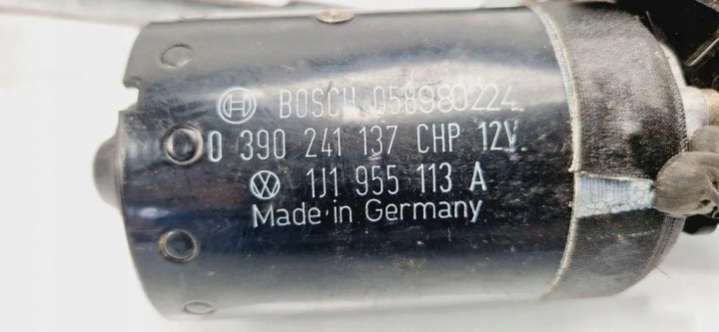 BOSCH 058980224
0 390 241 137 CHP 12V.
1J1 955 113 A
Made in Germany